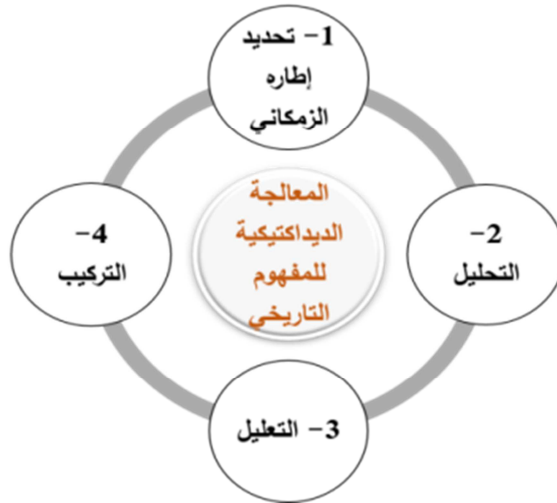 1- تحديد
إطاره
الزمكاني
المعالجة
الديداكتيكية
للمفهوم
التاريخي
2-
التحليل
3- التعليل
4-
التركيب